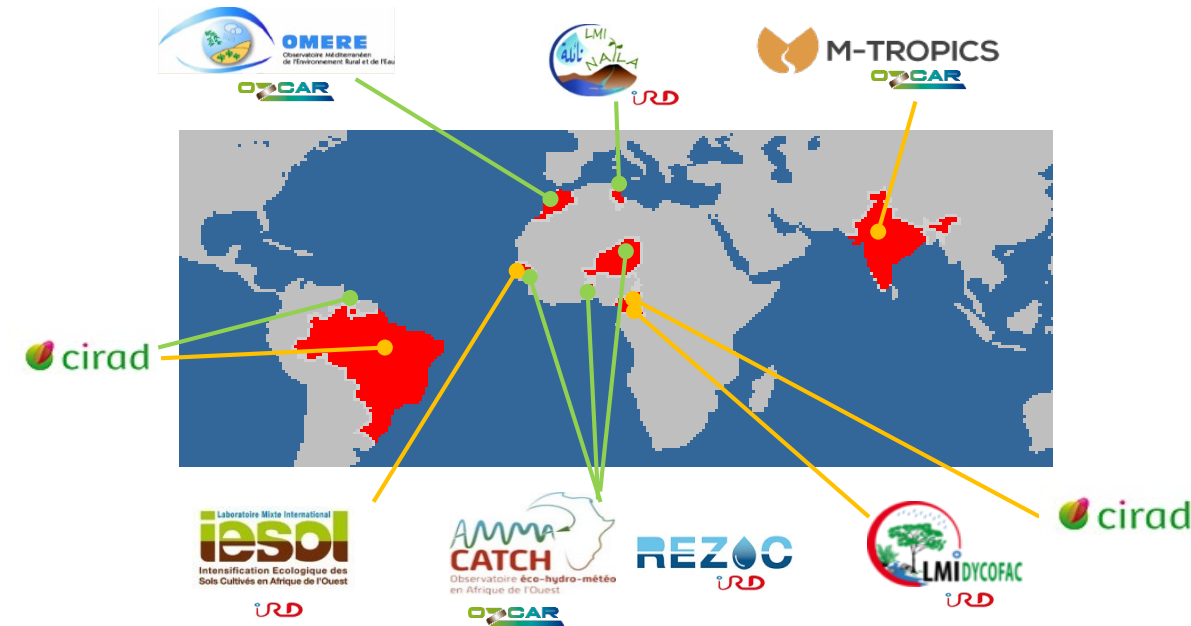 OMERE
Observatoire Méditerranéen
de l'Environnement Rural et de l'Eau
OZCAR
LMI
NAILA
نائلة
IRD
M-TROPICS
OZCAR
cirad
Laboratoire Mixte International
iesol
Intensification Ecologique des
Sols Cultivés en Afrique de l'Ouest
IRD
AMMA
CATCH
Observatoire éco-hydro-météo
en Afrique de l'Ouest
OZCAR
REZOC
IRD
LMI DYCOFAC
IRD
cirad